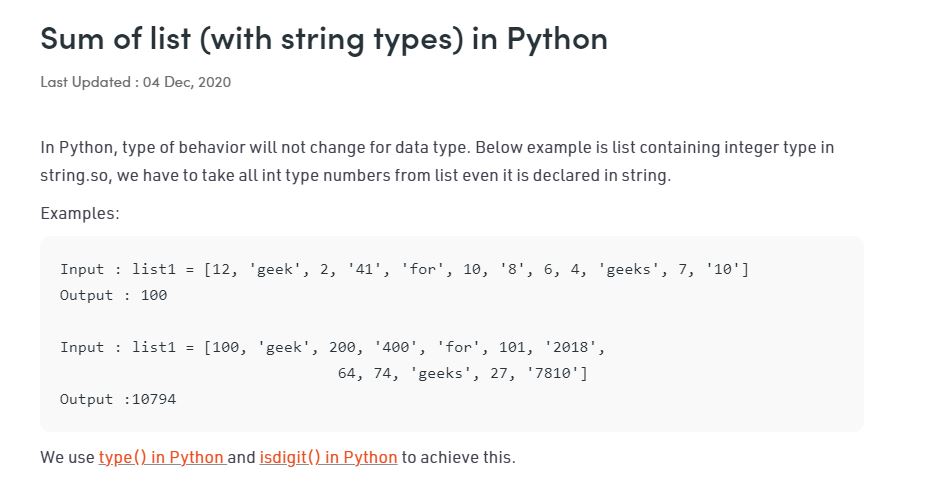 Sum of list (with string types) in Python
Last Updated : 04 Dec, 2020
In Python, type of behavior will not change for data type. Below example is list containing integer type in
string.so, we have to take all int type numbers from list even it is declared in string.
Examples:
Input : list1 = [12, 'geek', 2, '41', 'for', 10, '8', 6, 4, 'geeks', 7, '10']
Output : 100
Input : list1 = [100, 'geek', 200, '400', 'for', 101, '2018',
64, 74, 'geeks', 27, '7810']
Output :10794
We use type() in Python and isdigit() in Python to achieve this.